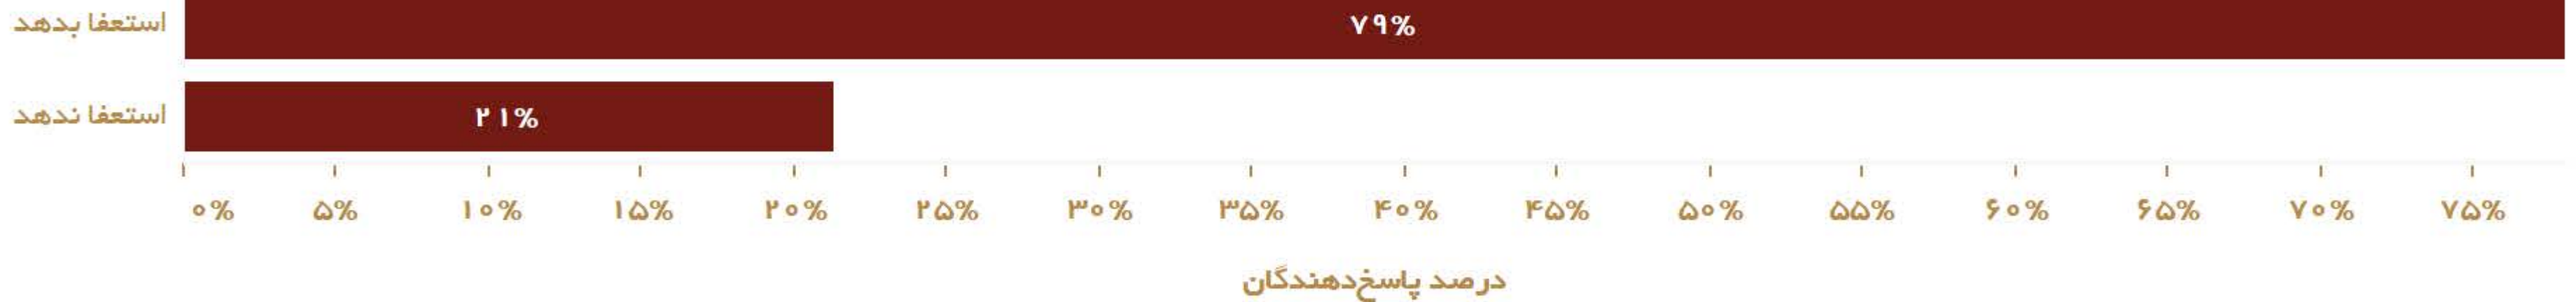 استعفا بدهد
۷۹%
استعفا ندهد
۲۱%
۰% ۵% ۱۰% ۱۵% ۲۰% ۲۵% ۳۰% ۳۵% ۴۰% ۴۵% ۵۰% ۵۵% ۶۰% ۶۵% ۷۰% ۷۵%
درصد پاسخ‌دهندگان